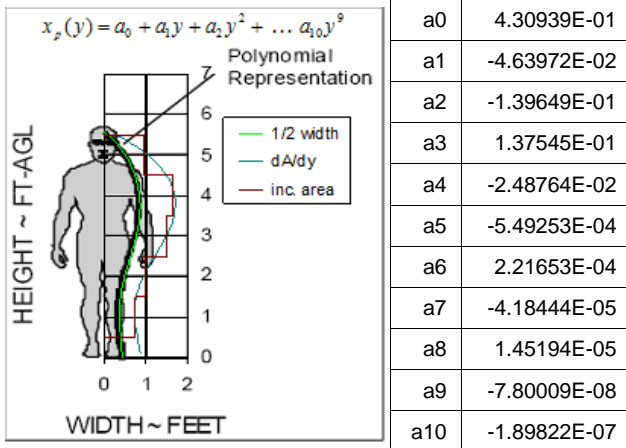 x_p(y) = a_0 + a_1y + a_2y^2 + ... a_10y^9
Polynomial
Representation
7
6
5
4
3
2
1
0
1/2 width
dA/dy
inc. area
HEIGHT ~ FT-AGL
0 1 2
WIDTH ~ FEET
a0 4.30939E-01
a1 -4.63972E-02
a2 -1.39649E-01
a3 1.37545E-01
a4 -2.48764E-02
a5 -5.49253E-04
a6 2.21653E-04
a7 -4.18444E-05
a8 1.45194E-05
a9 -7.80009E-08
a10 -1.89822E-07